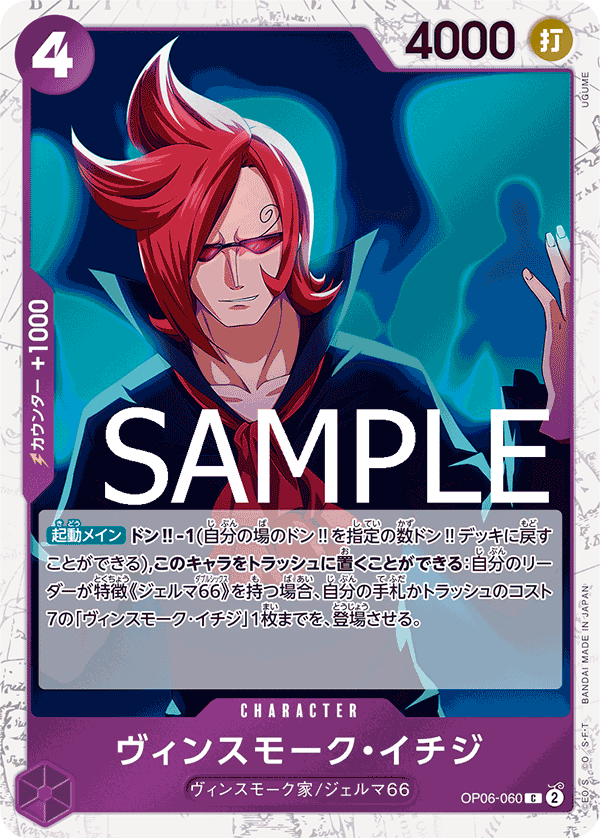 4
4000 打
UGUME
カウンター +1000
SAMPLE
起動メイン ドン!!-1(自分の場のドン!!を指定の数ドン!!デッキに戻す
ことができる),このキャラをトラッシュに置くことができる:自分のリー
ダーが特徴《ジェルマ66》を持つ場合、自分の手札かトラッシュのコスト
7の「ヴィンスモーク・イチジ」1枚までを、登場させる。
CHARACTER
ヴィンスモーク・イチジ
ヴィンスモーク家/ジェルマ66
OP06-060 C 2
©E.O./S.・F.T BANDAI MADE IN JAPAN